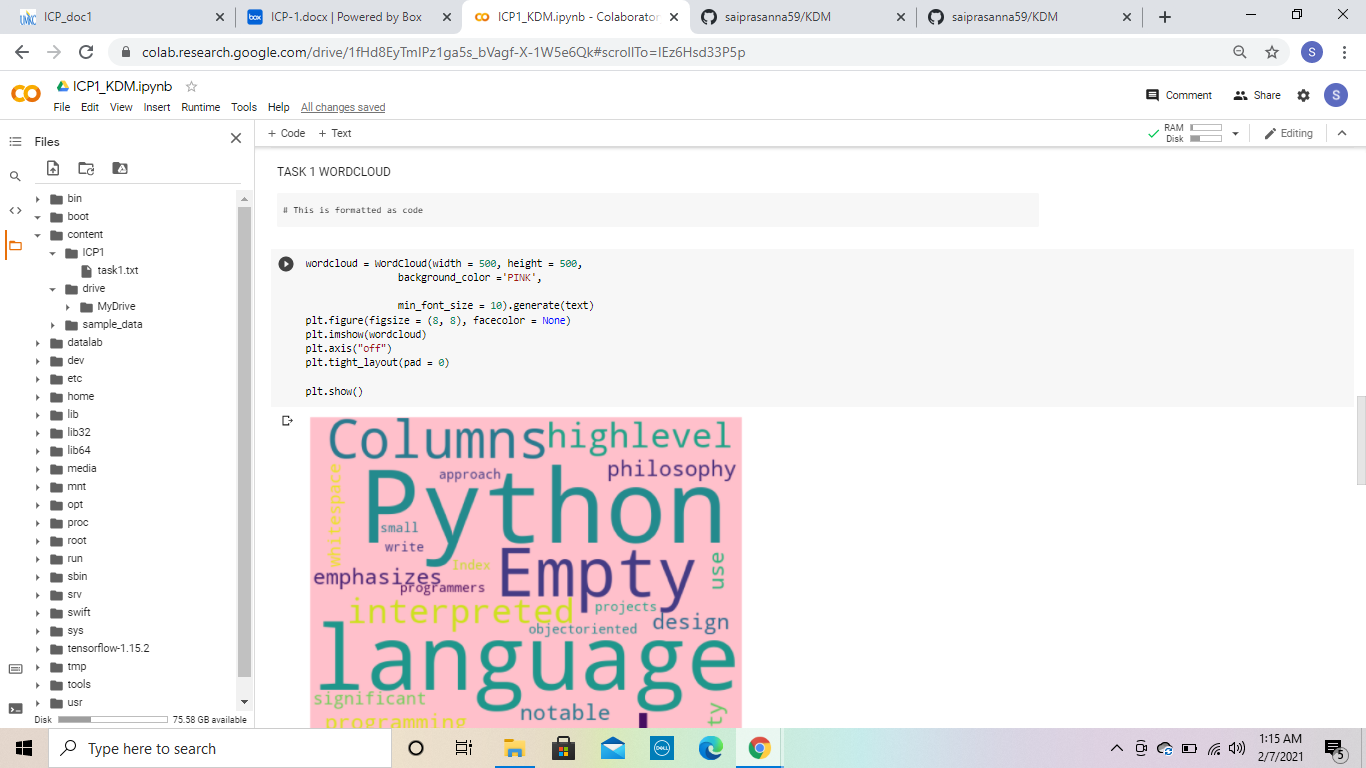 ICP_doc1
ICP-1.docx | Powered by Box
ICP1_KDM.ipynb - Colaborator
saiprasanna59/KDM
saiprasanna59/KDM
colab.research.google.com/drive/1fHd8EyTmIPz1ga5s_bVagf-X-1W5e6Qk#scrollTo=IEz6Hsd33P5p
S
ICP1_KDM.ipynb
File Edit View Insert Runtime Tools Help All changes saved
Comment Share S
Files
+ Code + Text
RAM
Disk
Editing
bin
boot
content
ICP1
task1.txt
drive
MyDrive
sample_data
datalab
dev
etc
home
lib
lib32
lib64
media
mnt
opt
proc
root
run
sbin
srv
swift
sys
tensorflow-1.15.2
tmp
tools
usr
Disk 75.58 GB available
TASK 1 WORDCLOUD
# This is formatted as code
wordcloud = WordCloud(width = 500, height = 500,
background_color ='PINK',
min_font_size = 10).generate(text)
plt.figure(figsize = (8, 8), facecolor = None)
plt.imshow(wordcloud)
plt.axis("off")
plt.tight_layout(pad = 0)
plt.show()
Columns
highlevel
philosophy
approach
whitespace
Python
small
write
Empty
use
Index
emphasizes
programmers
interpreted
projects
design
objectoriented
language
significant
notable
programming
Type here to search
DELL
1:15 AM
2/7/2021
5